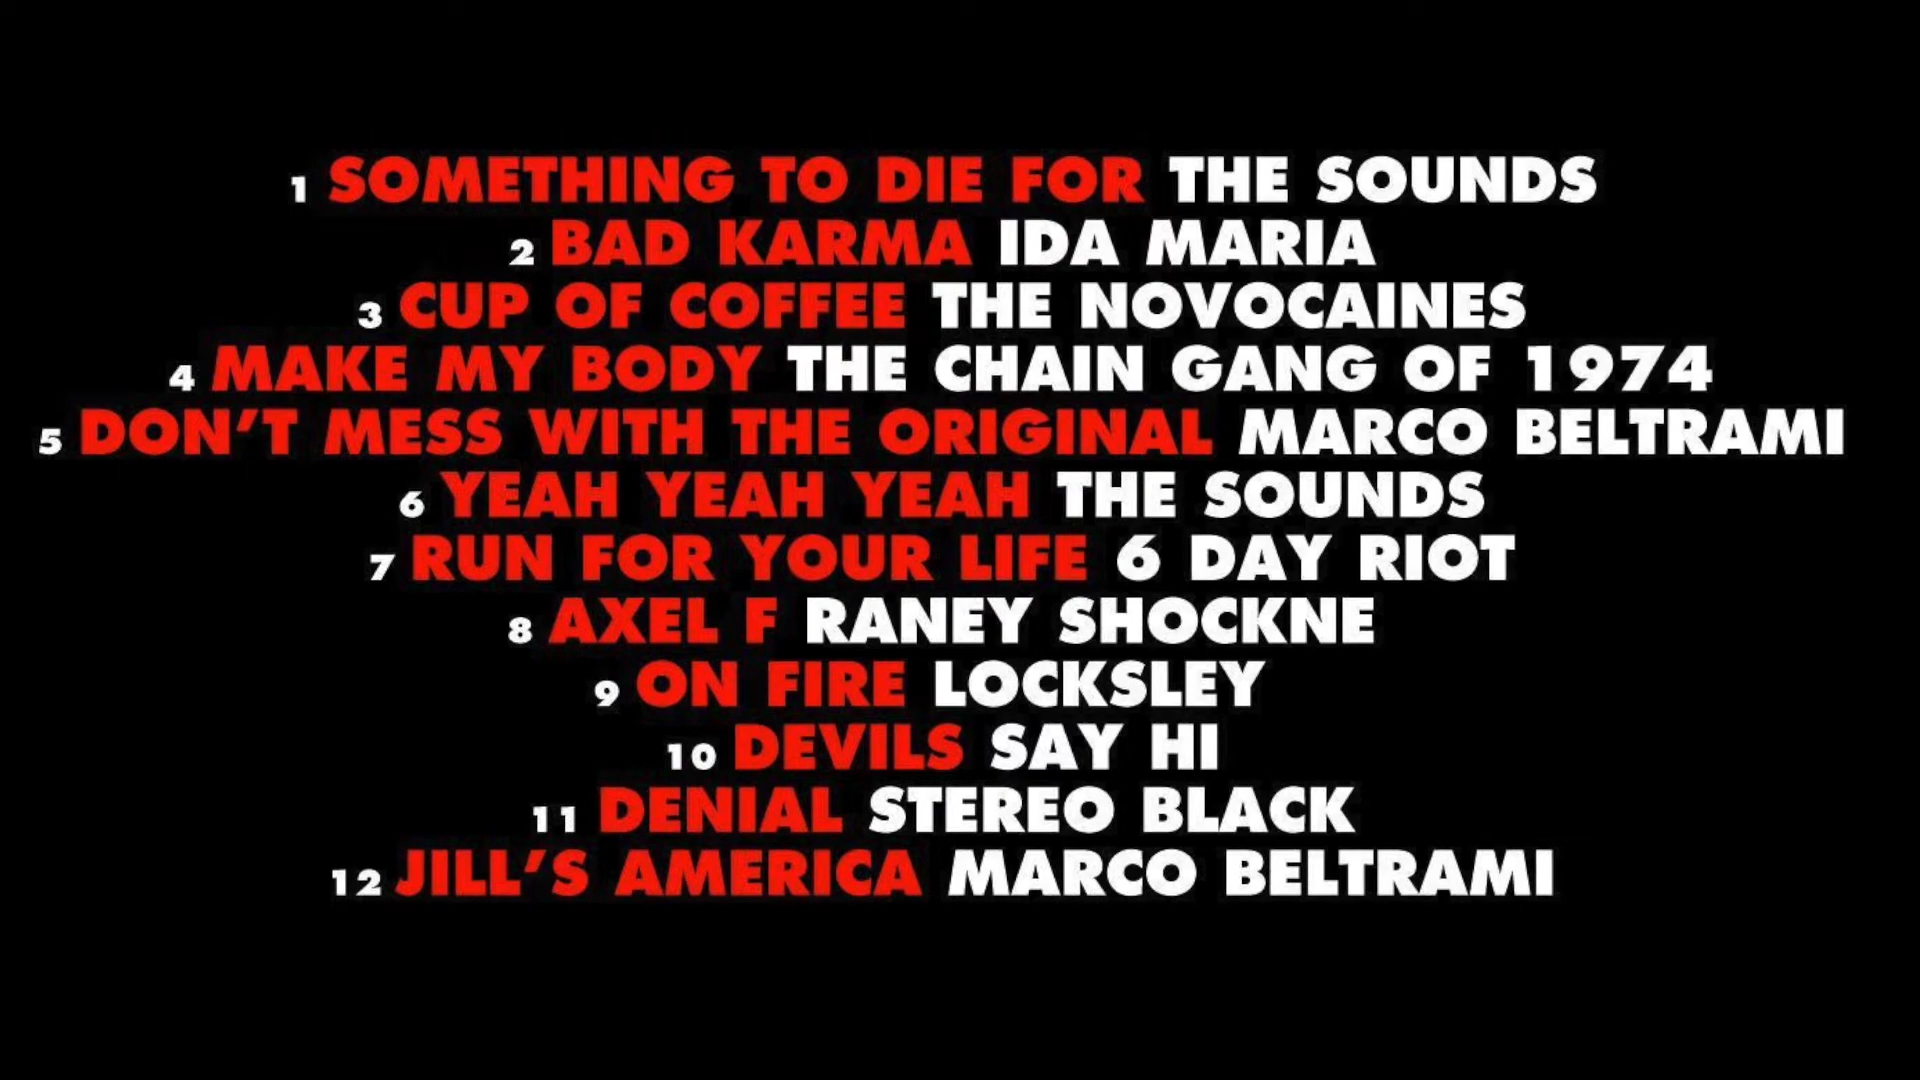 1 SOMETHING TO DIE FOR THE SOUNDS
2 BAD KARMA IDA MARIA
3 CUP OF COFFEE THE NOVOCAINES
4 MAKE MY BODY THE CHAIN GANG OF 1974
5 DON'T MESS WITH THE ORIGINAL MARCO BELTRAMI
6 YEAH YEAH YEAH THE SOUNDS
7 RUN FOR YOUR LIFE 6 DAY RIOT
8 AXEL F RANEY SHOCKNE
9 ON FIRE LOCKSLEY
10 DEVILS SAY HI
11 DENIAL STEREO BLACK
12 JILL'S AMERICA MARCO BELTRAMI